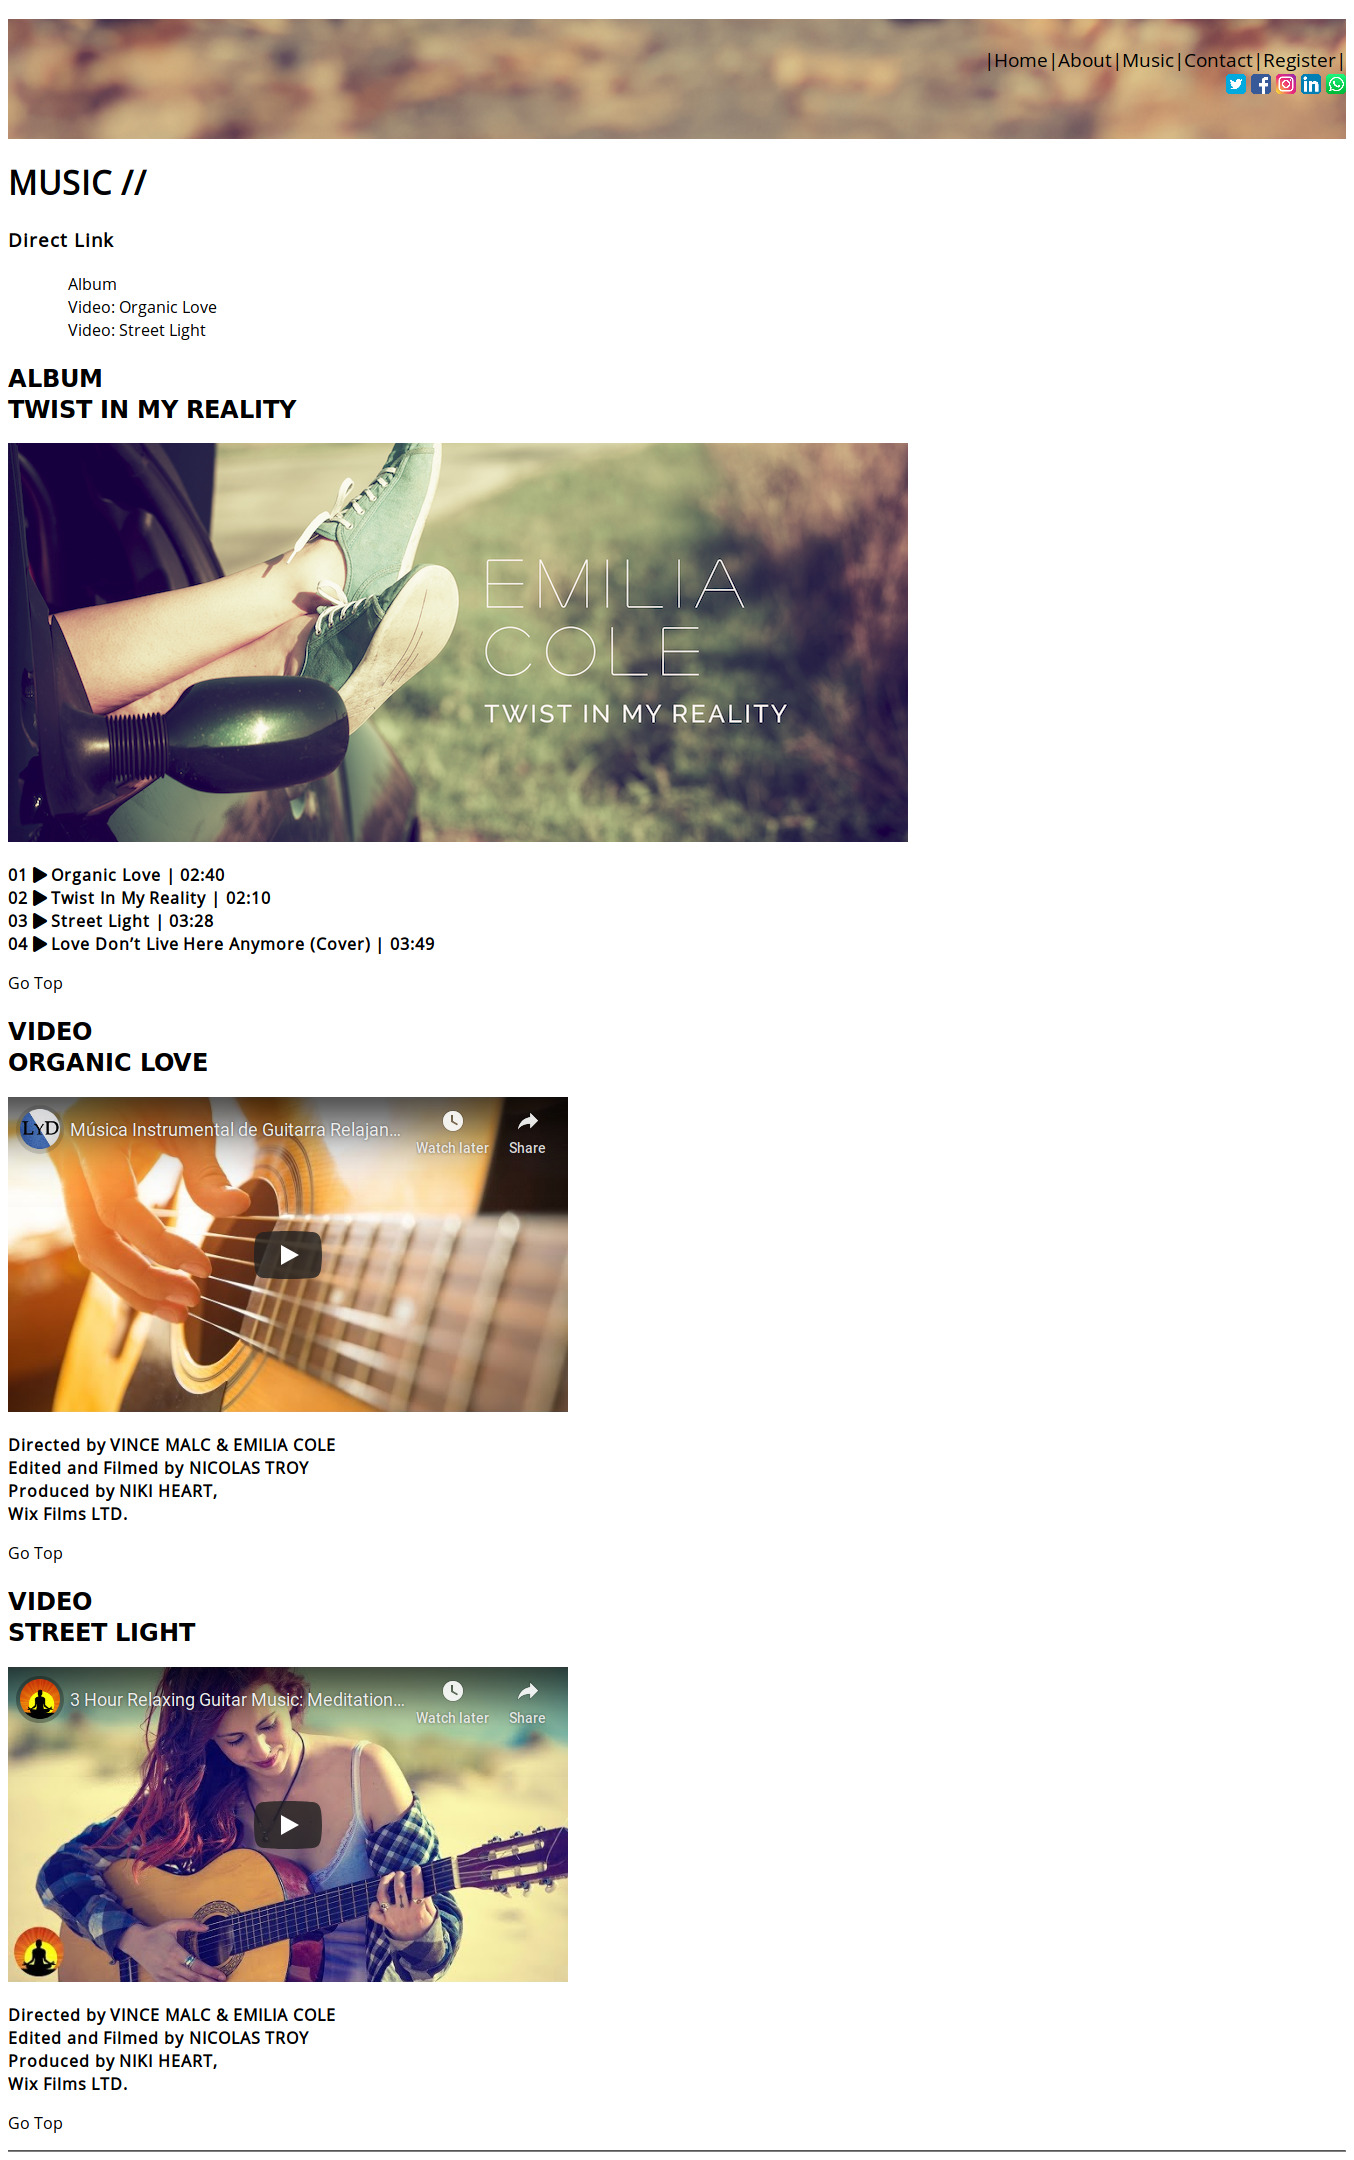 |Home|About|Music|Contact|Register|
MUSIC //
Direct Link
Album
Video: Organic Love
Video: Street Light
ALBUM
TWIST IN MY REALITY
EMILIA
COLE
TWIST IN MY REALITY
01 ▶ Organic Love | 02:40
02 ▶ Twist In My Reality | 02:10
03 ▶ Street Light | 03:28
04 ▶ Love Don’t Live Here Anymore (Cover) | 03:49
Go Top
VIDEO
ORGANIC LOVE
LYD Música Instrumental de Guitarra Relajan...
Watch later Share
Directed by VINCE MALC & EMILIA COLE
Edited and Filmed by NICOLAS TROY
Produced by NIKI HEART,
Wix Films LTD.
Go Top
VIDEO
STREET LIGHT
3 Hour Relaxing Guitar Music: Meditation...
Watch later Share
Directed by VINCE MALC & EMILIA COLE
Edited and Filmed by NICOLAS TROY
Produced by NIKI HEART,
Wix Films LTD.
Go Top